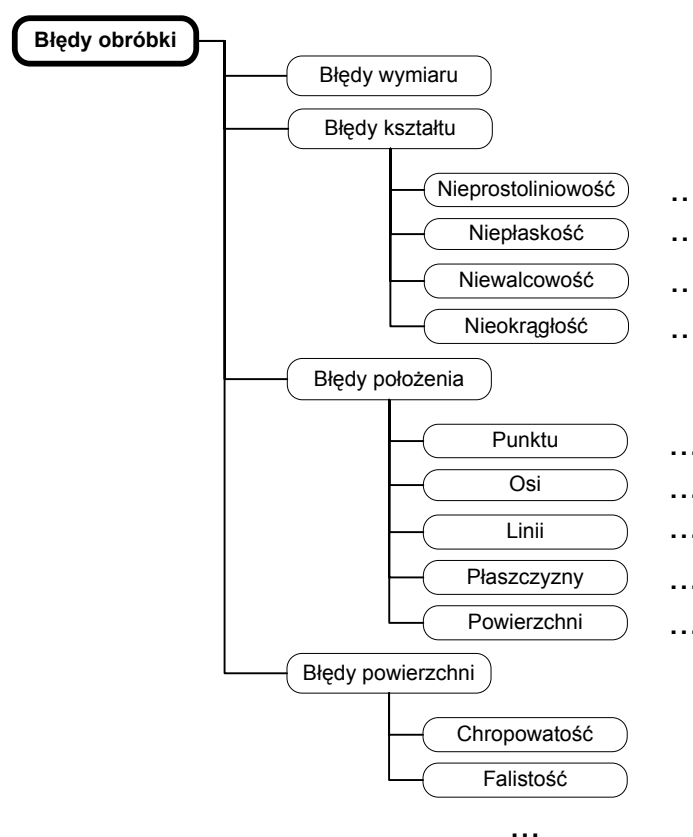 Błędy obróbki
Błędy wymiaru
Błędy kształtu
Nieprostoliniowość ...
Niepłaskość ...
Niewalcowość ...
Nieokrągłość ...
Błędy położenia
Punktu ...
Osi ...
Linii ...
Płaszczyzny ...
Powierzchni ...
Błędy powierzchni
Chropowatość
Falistość
...